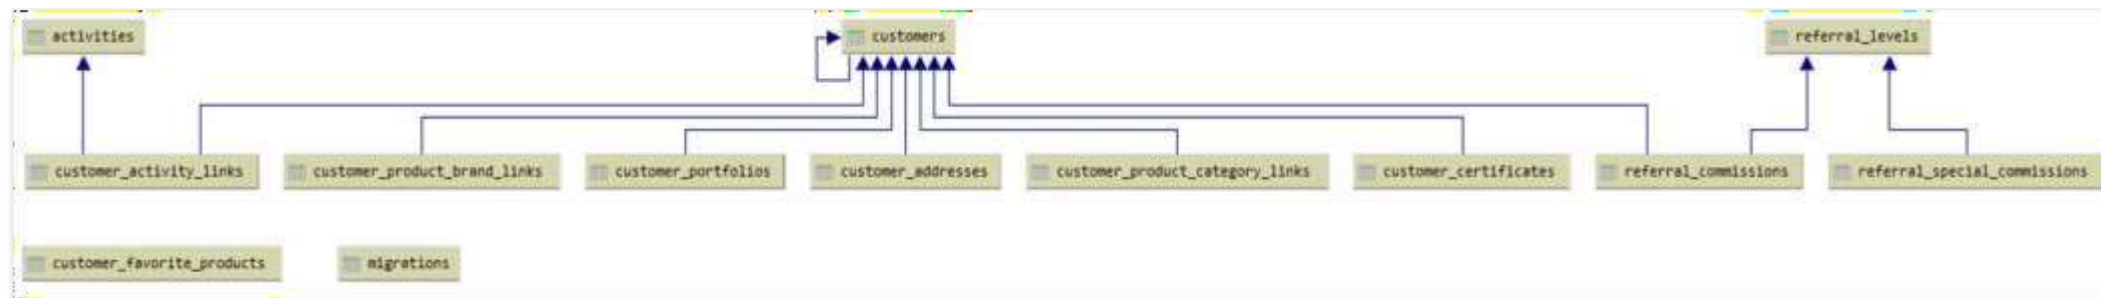 activities
customers
referral_levels
customer_activity_links
customer_product_brand_links
customer_portfolios
customer_addresses
customer_product_category_links
customer_certificates
referral_commissions
referral_special_commissions
customer_favorite_products
migrations